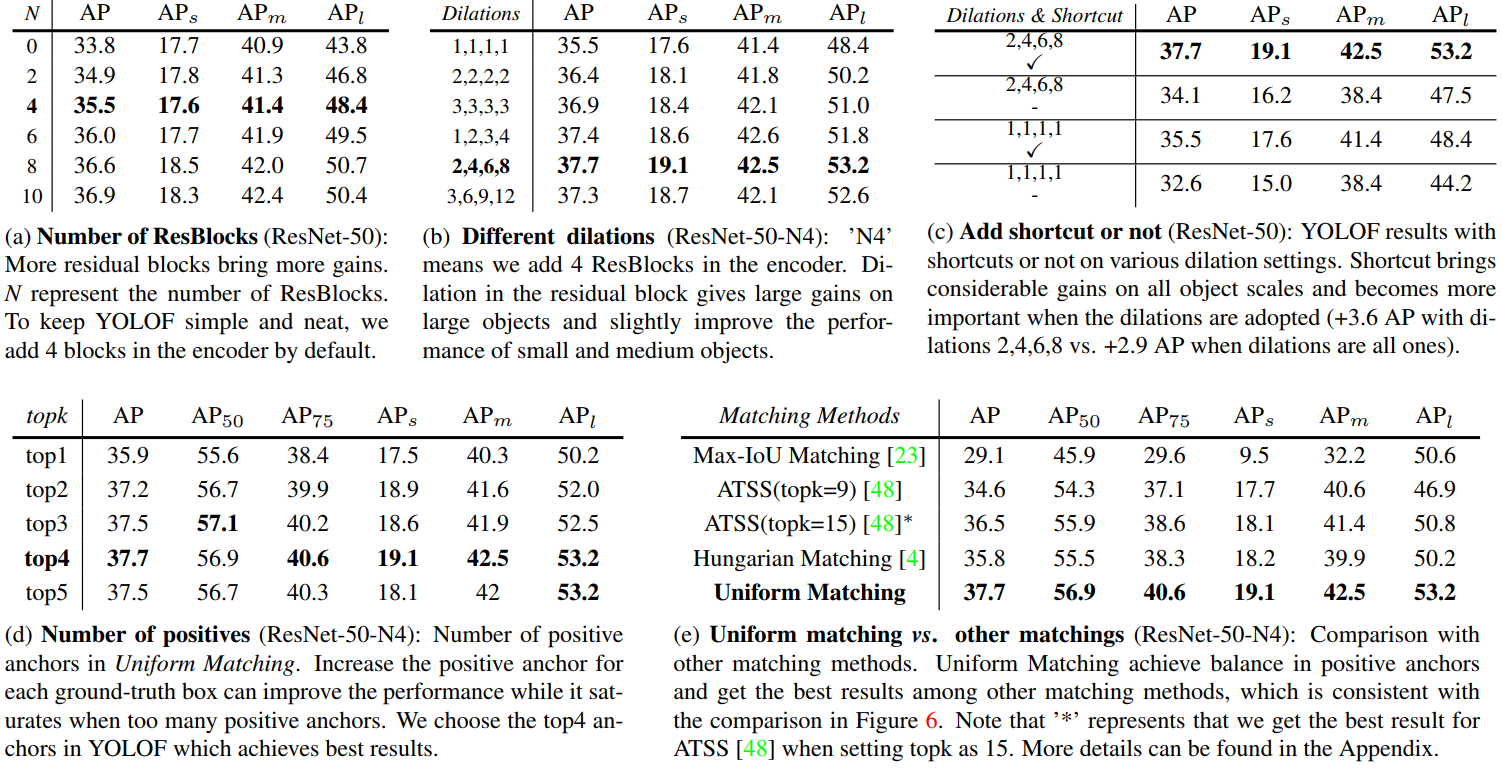 N AP APs APm APl
0 33.8 17.7 40.9 43.8
2 34.9 17.8 41.3 46.8
4 35.5 17.6 41.4 48.4
6 36.0 17.7 41.9 49.5
8 36.6 18.5 42.0 50.7
10 36.9 18.3 42.4 50.4
(a) Number of ResBlocks (ResNet-50):
More residual blocks bring more gains.
N represent the number of ResBlocks.
To keep YOLOF simple and neat, we
add 4 blocks in the encoder by default.
Dilations AP APs APm APl
1,1,1,1 35.5 17.6 41.4 48.4
2,2,2,2 36.4 18.1 41.8 50.2
3,3,3,3 36.9 18.4 42.1 51.0
1,2,3,4 37.4 18.6 42.6 51.8
2,4,6,8 37.7 19.1 42.5 53.2
3,6,9,12 37.3 18.7 42.1 52.6
(b) Different dilations (ResNet-50-N4): ’N4’
means we add 4 ResBlocks in the encoder. Di-
lation in the residual block gives large gains on
large objects and slightly improve the perfor-
mance of small and medium objects.
Dilations & Shortcut AP APs APm APl
2,4,6,8
✓ 37.7 19.1 42.5 53.2
2,4,6,8
- 34.1 16.2 38.4 47.5
1,1,1,1
✓ 35.5 17.6 41.4 48.4
1,1,1,1
- 32.6 15.0 38.4 44.2
(c) Add shortcut or not (ResNet-50): YOLOF results with
shortcuts or not on various dilation settings. Shortcut brings
considerable gains on all object scales and becomes more
important when the dilations are adopted (+3.6 AP with di-
lations 2,4,6,8 vs. +2.9 AP when dilations are all ones).
topk AP AP50 AP75 APs APm APl
top1 35.9 55.6 38.4 17.5 40.3 50.2
top2 37.2 56.7 39.9 18.9 41.6 52.0
top3 37.5 57.1 40.2 18.6 41.9 52.5
top4 37.7 56.9 40.6 19.1 42.5 53.2
top5 37.5 56.7 40.3 18.1 42 53.2
(d) Number of positives (ResNet-50-N4): Number of positive
anchors in Uniform Matching. Increase the positive anchor for
each ground-truth box can improve the performance while it sat-
urates when too many positive anchors. We choose the top4 an-
chors in YOLOF which achieves best results.
Matching Methods AP AP50 AP75 APs APm APl
Max-IoU Matching [23] 29.1 45.9 29.6 9.5 32.2 50.6
ATSS(topk=9) [48] 34.6 54.3 37.1 17.7 40.6 46.9
ATSS(topk=15) [48]* 36.5 55.9 38.6 18.1 41.4 50.8
Hungarian Matching [4] 35.8 55.5 38.3 18.2 39.9 50.2
Uniform Matching 37.7 56.9 40.6 19.1 42.5 53.2
(e) Uniform matching vs. other matchings (ResNet-50-N4): Comparison with
other matching methods. Uniform Matching achieve balance in positive anchors
and get the best results among other matching methods, which is consistent with
the comparison in Figure 6. Note that ’*’ represents that we get the best result for
ATSS [48] when setting topk as 15. More details can be found in the Appendix.